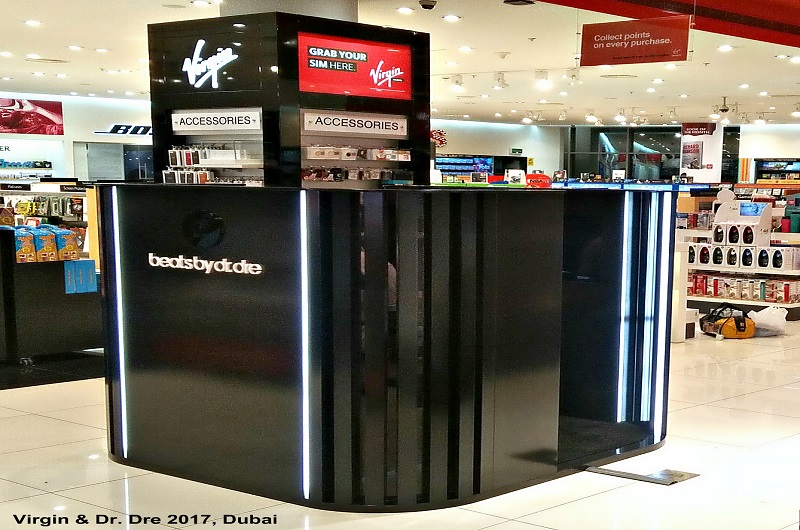 Virgin
GRAB YOUR
SIM HERE.
Virgin
Collect points
on every purchase.
ACCESSORIES
ACCESSORIES
beatsbydr.dre
Virgin & Dr. Dre 2017, Dubai